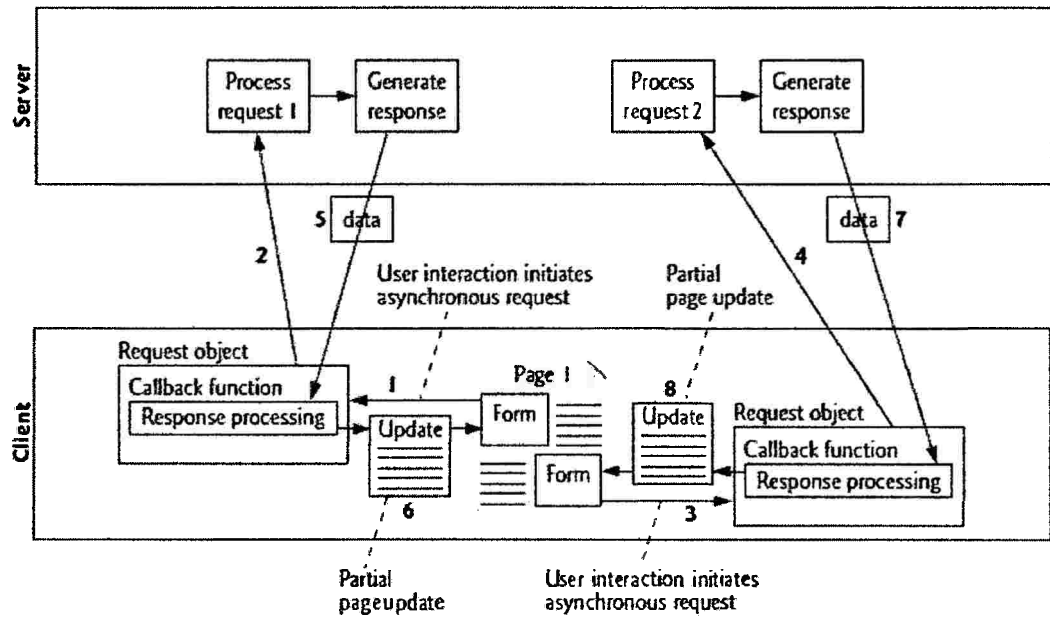 Server
Process
request 1
Generate
response
Process
request 2
Generate
response
5
data
data
7
2
4
User interaction initiates
asynchronous request
Partial
page update
Client
Request object
Callback function
Response processing
1
Page 1
Form
Update
6
Form
8
Update
3
Request object
Callback function
Response processing
Partial
pageupdate
User interaction initiates
asynchronous request